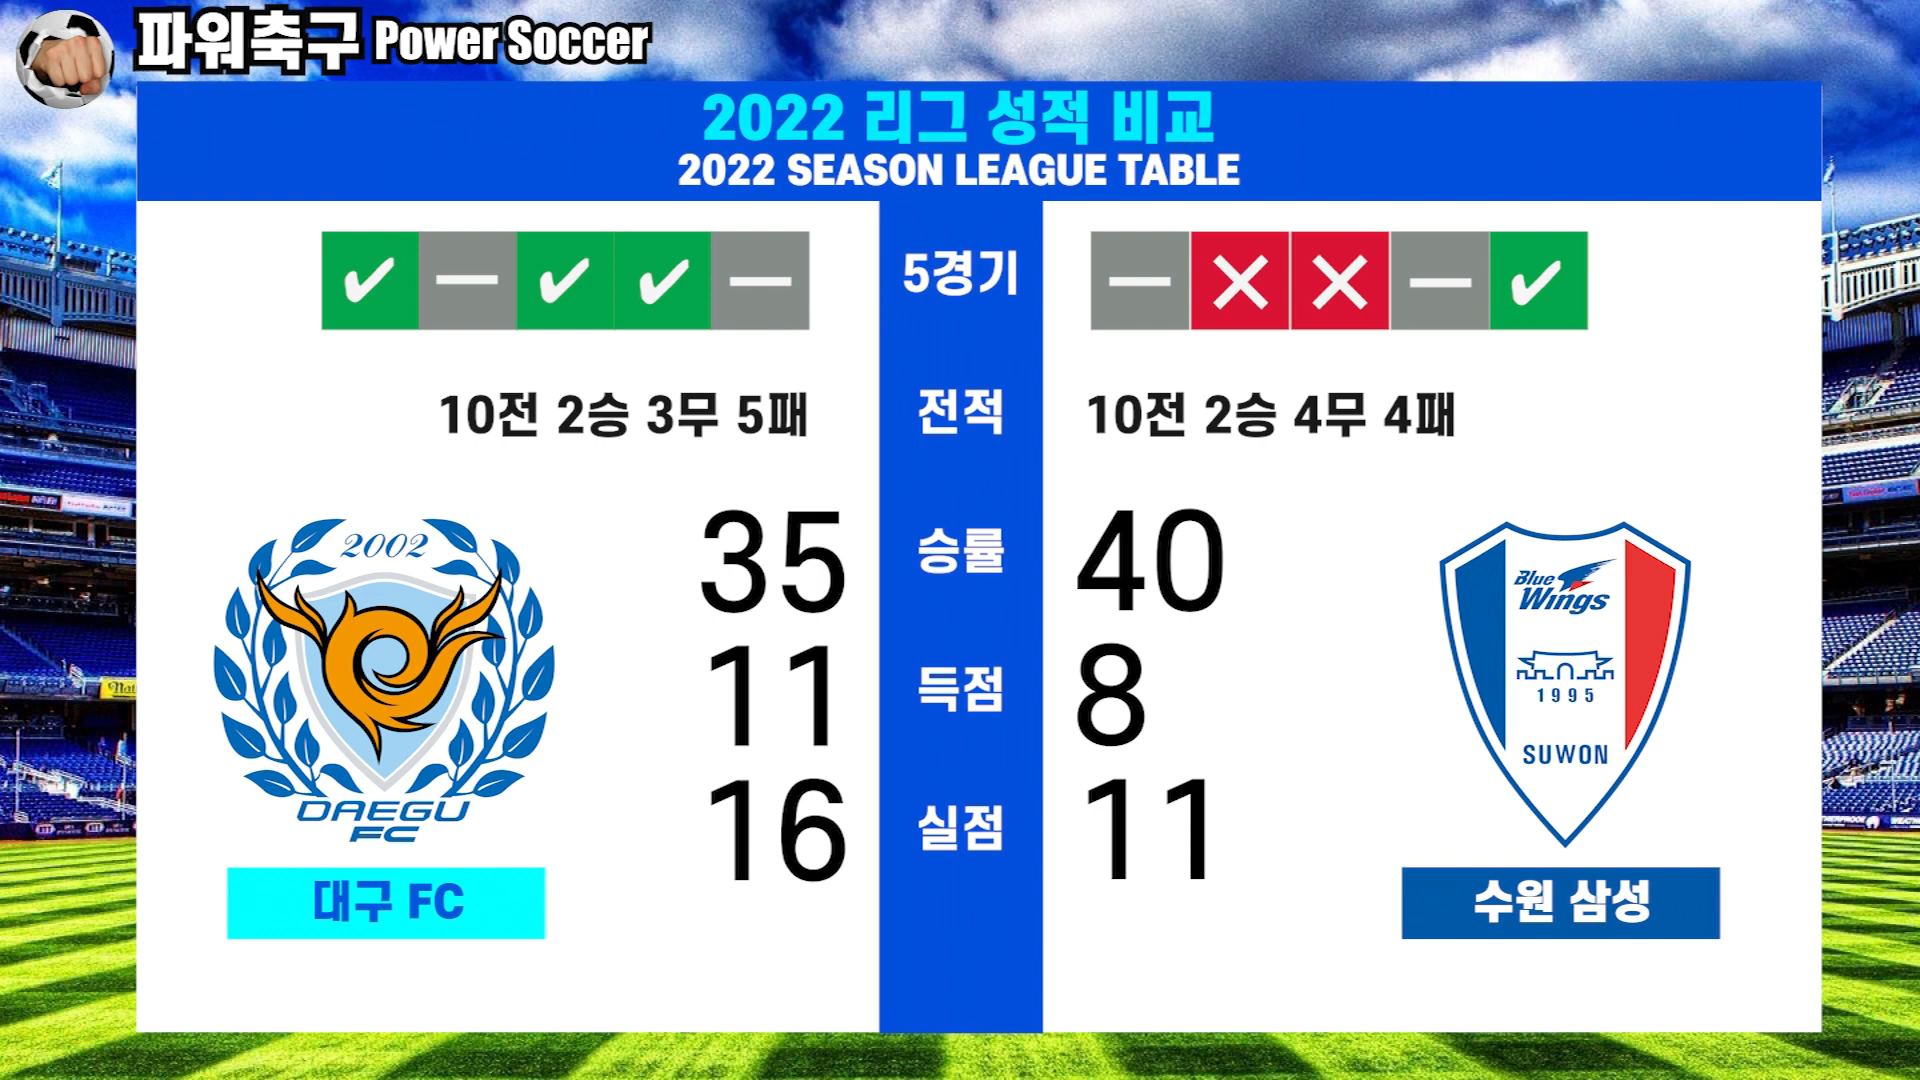 파워축구 Power Soccer
2022 리그 성적 비교
2022 SEASON LEAGUE TABLE
5경기
10전 2승 3무 5패
전적
10전 2승 4무 4패
35
승률
40
11
득점
8
16
실점
11
2002
DAEGU
FC
대구 FC
Blue
Wings
1995
SUWON
수원 삼성